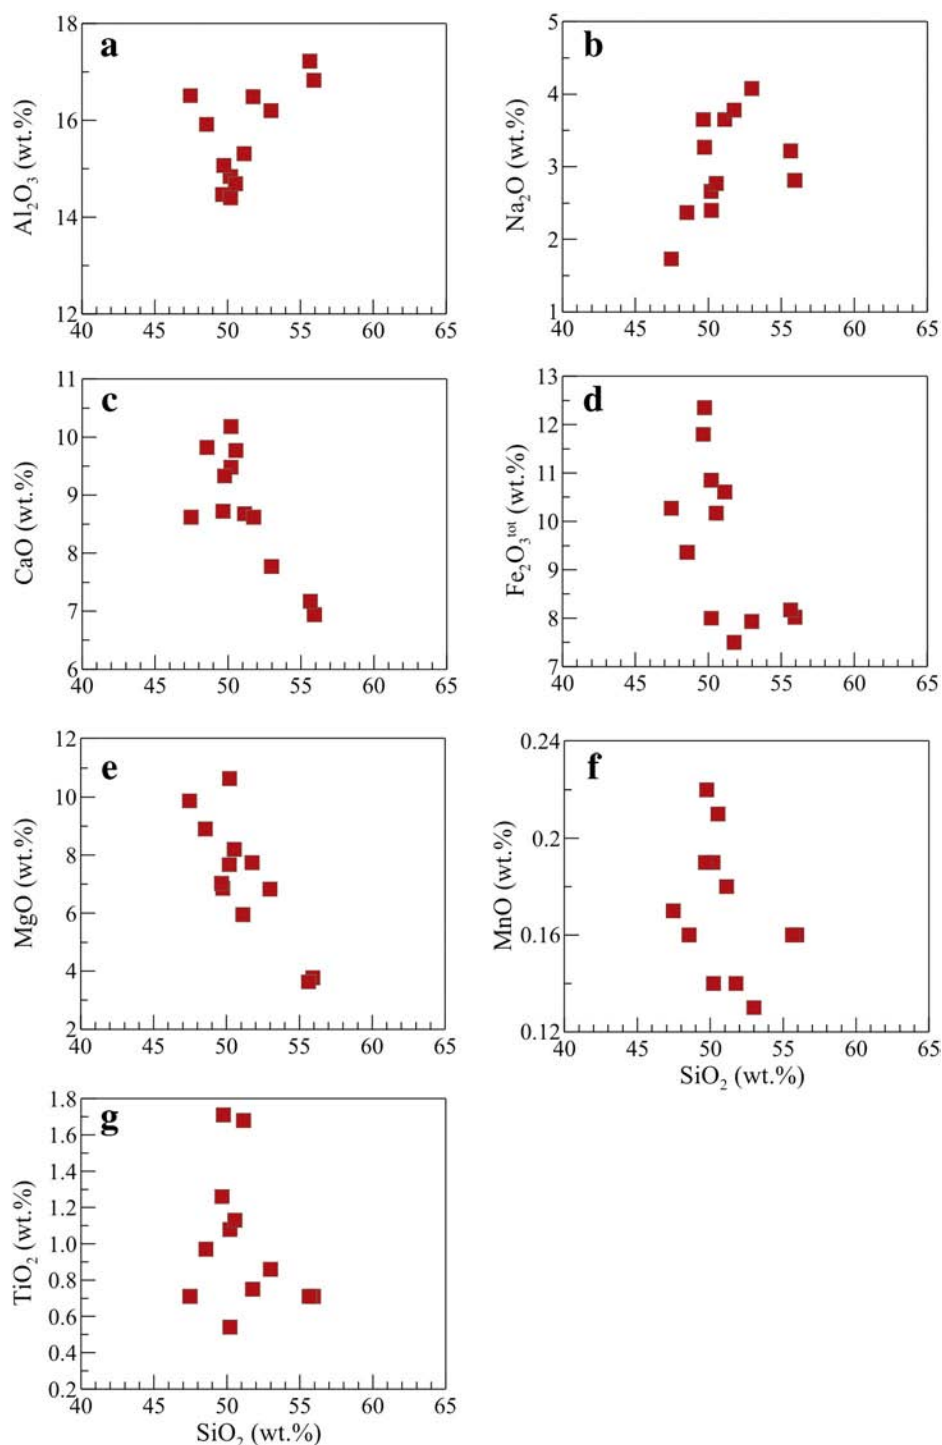 a
Al₂O₃ (wt.%)
18
16
14
12
40 45 50 55 60 65
b
Na₂O (wt.%)
5
4
3
2
1
40 45 50 55 60 65
c
CaO (wt.%)
11
10
9
8
7
6
40 45 50 55 60 65
d
Fe₂O₃ᵗᵒᵗ (wt.%)
13
12
11
10
9
8
7
40 45 50 55 60 65
e
MgO (wt.%)
12
10
8
6
4
2
40 45 50 55 60 65
f
MnO (wt.%)
0.24
0.2
0.16
0.12
40 45 50 55 60 65
SiO₂ (wt.%)
g
TiO₂ (wt.%)
1.8
1.6
1.4
1.2
1.0
0.8
0.6
0.4
0.2
40 45 50 55 60 65
SiO₂ (wt.%)